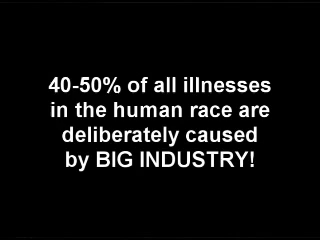 40-50% of all illnesses
in the human race are
deliberately caused
by BIG INDUSTRY!